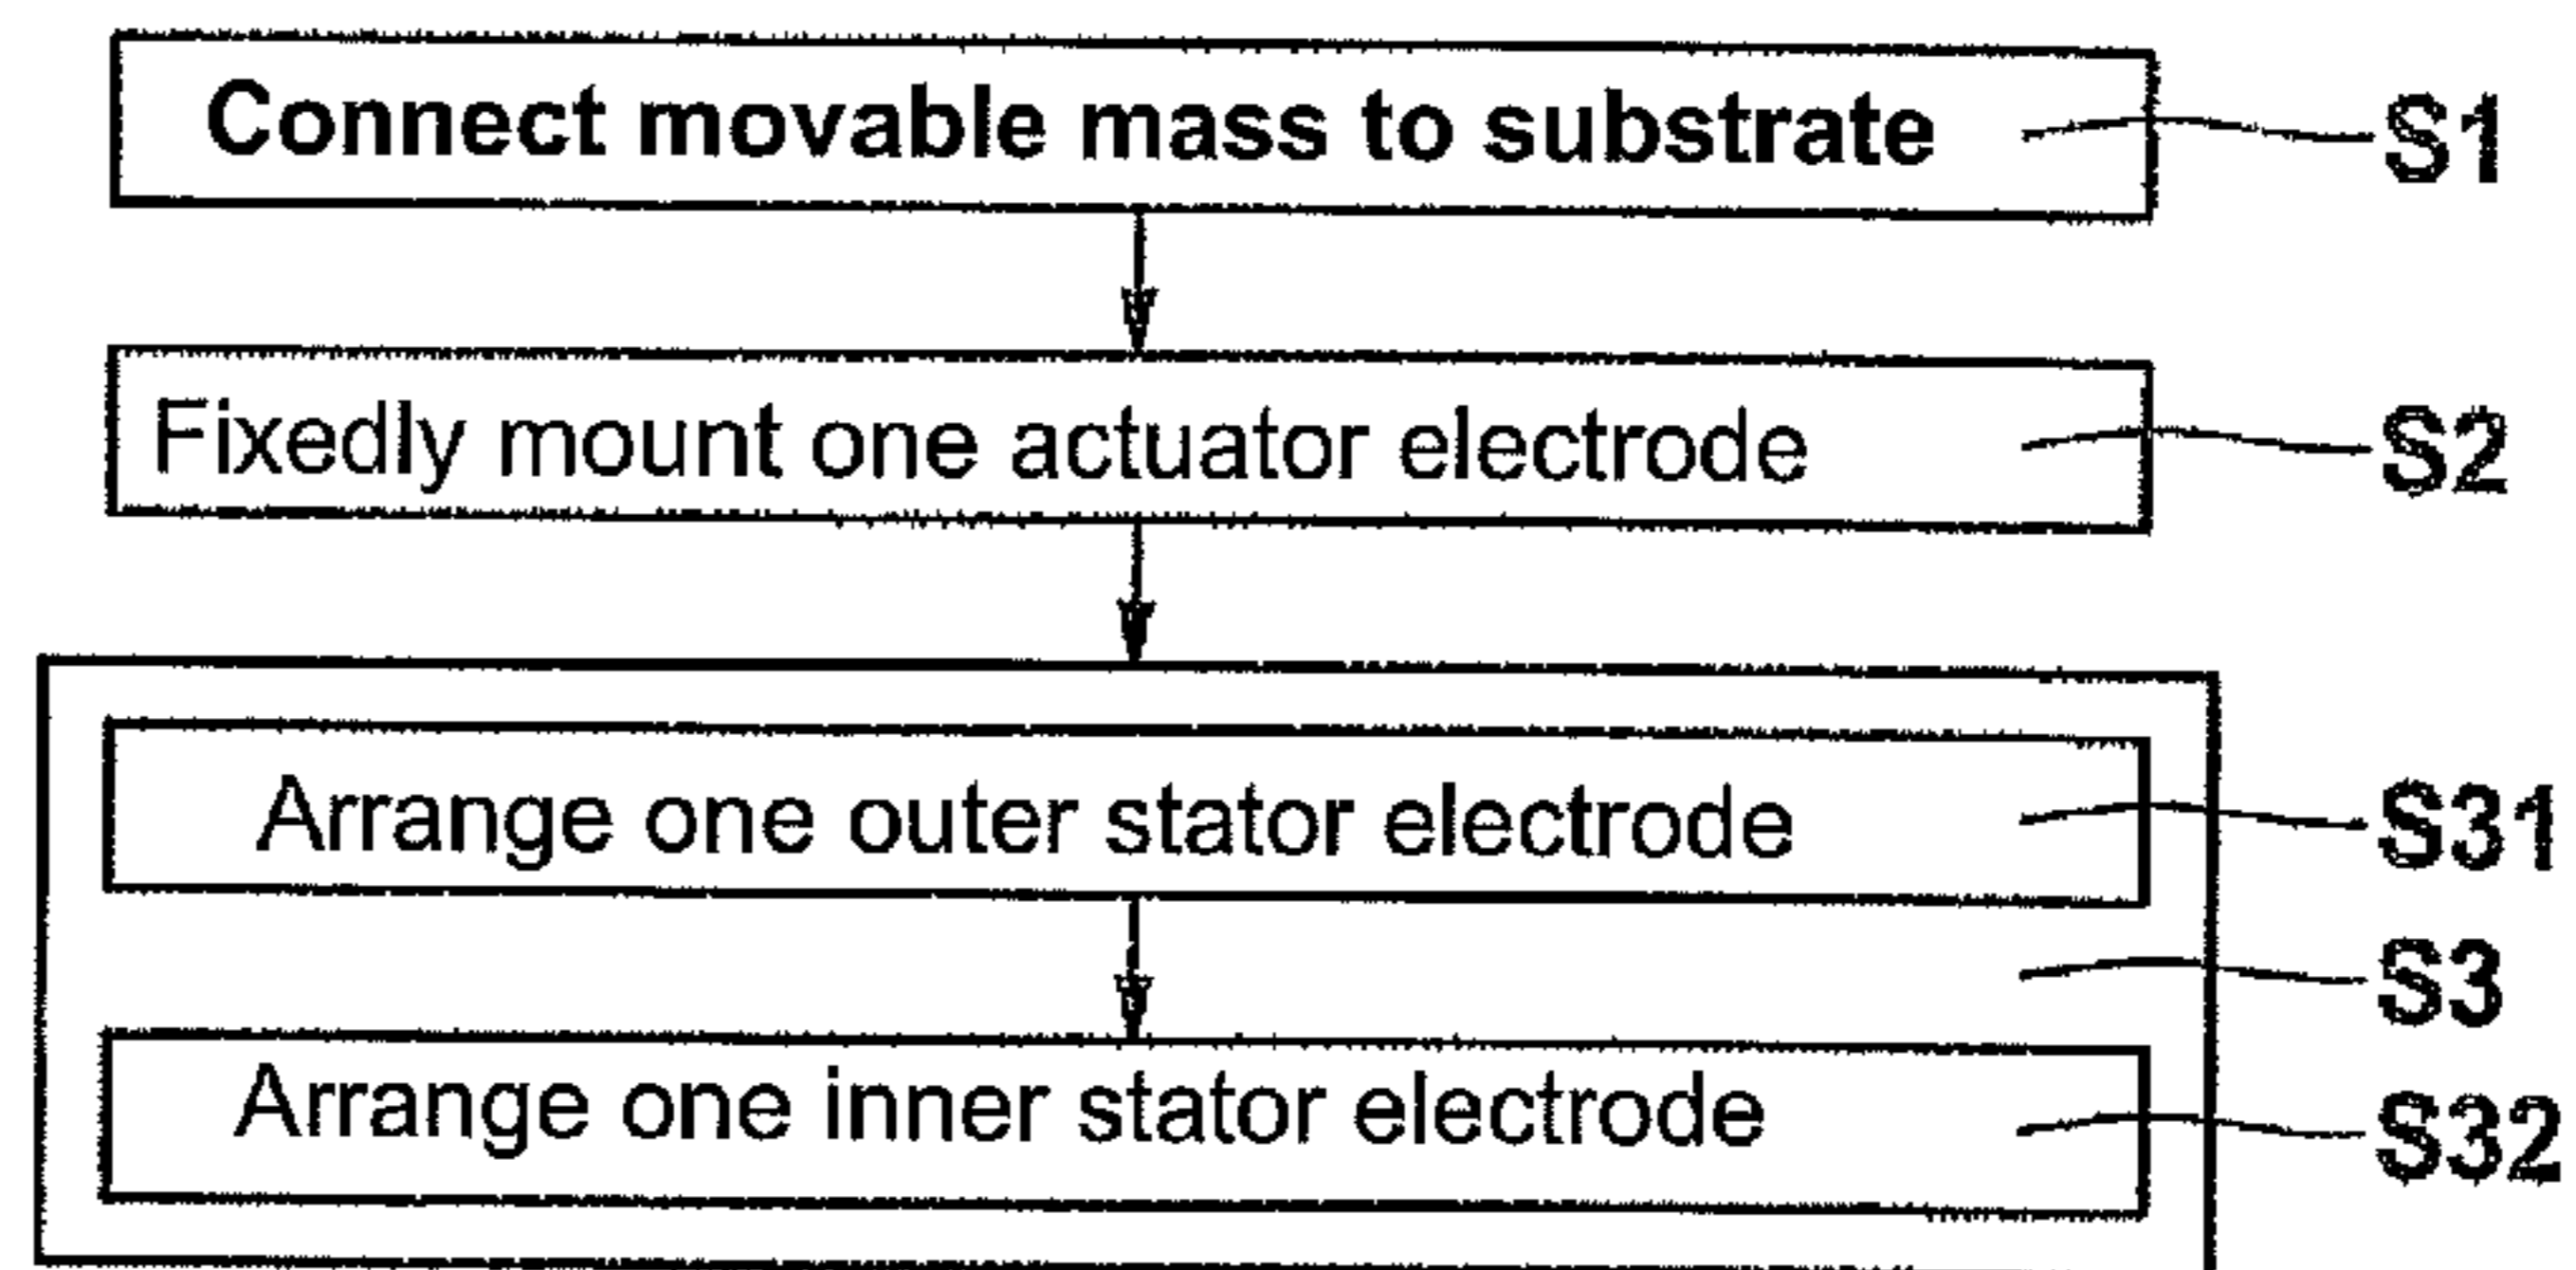 Connect movable mass to substrate S1
Fixedly mount one actuator electrode S2
Arrange one outer stator electrode S31
S3
Arrange one inner stator electrode S32